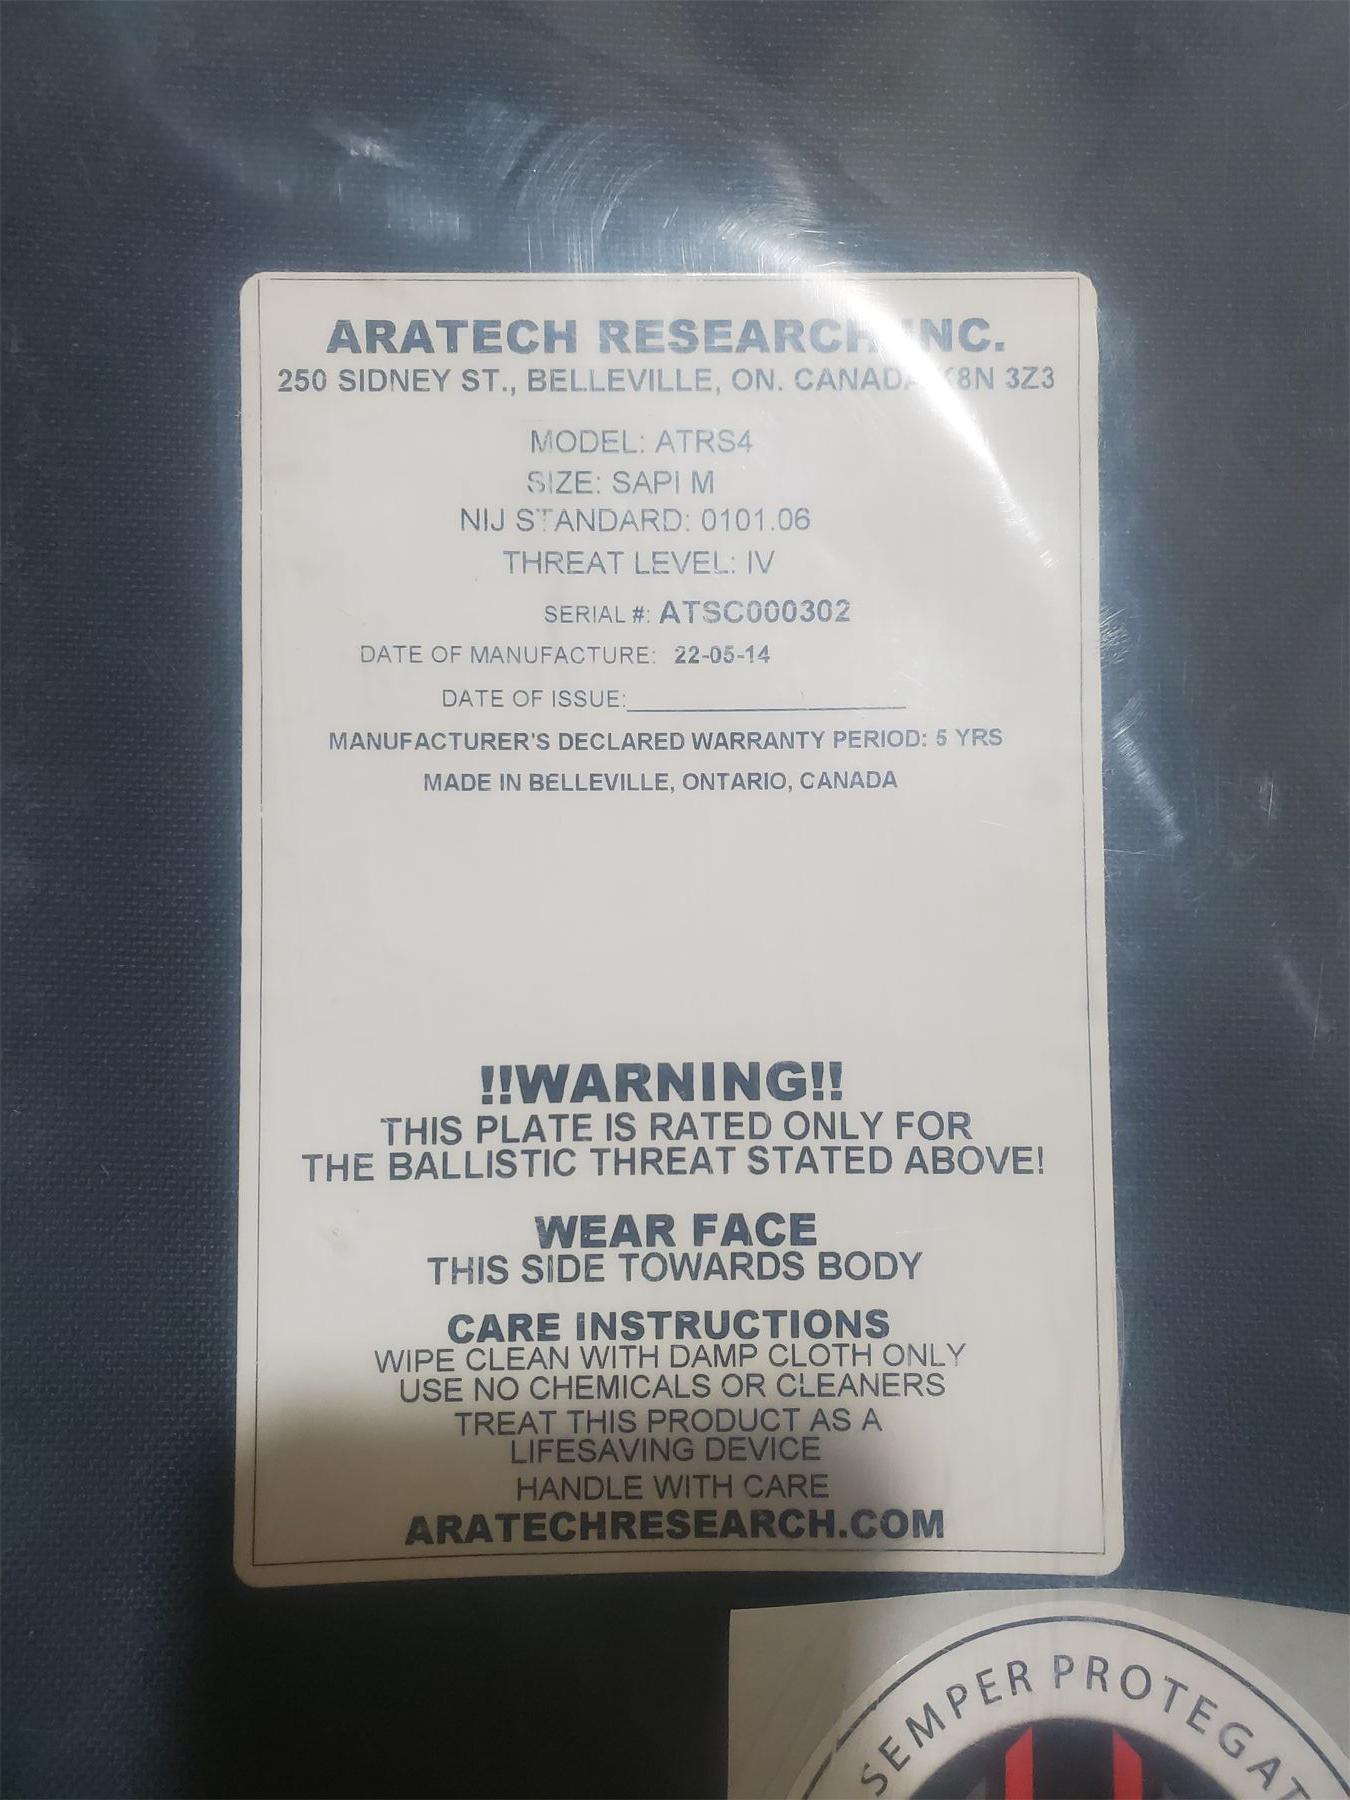 ARATECH RESEARCH INC.
250 SIDNEY ST., BELLEVILLE, ON. CANADA K8N 3Z3
MODEL: ATRS4
SIZE: SAPI M
NIJ STANDARD: 0101.06
THREAT LEVEL: IV
SERIAL #: ATSC000302
DATE OF MANUFACTURE: 22-05-14
DATE OF ISSUE:
MANUFACTURER'S DECLARED WARRANTY PERIOD: 5 YRS
MADE IN BELLEVILLE, ONTARIO, CANADA
!!WARNING!!
THIS PLATE IS RATED ONLY FOR
THE BALLISTIC THREAT STATED ABOVE!
WEAR FACE
THIS SIDE TOWARDS BODY
CARE INSTRUCTIONS
WIPE CLEAN WITH DAMP CLOTH ONLY
USE NO CHEMICALS OR CLEANERS
TREAT THIS PRODUCT AS A
LIFESAVING DEVICE
HANDLE WITH CARE
ARATECHRESEARCH.COM
SEMPER PROTEGAT